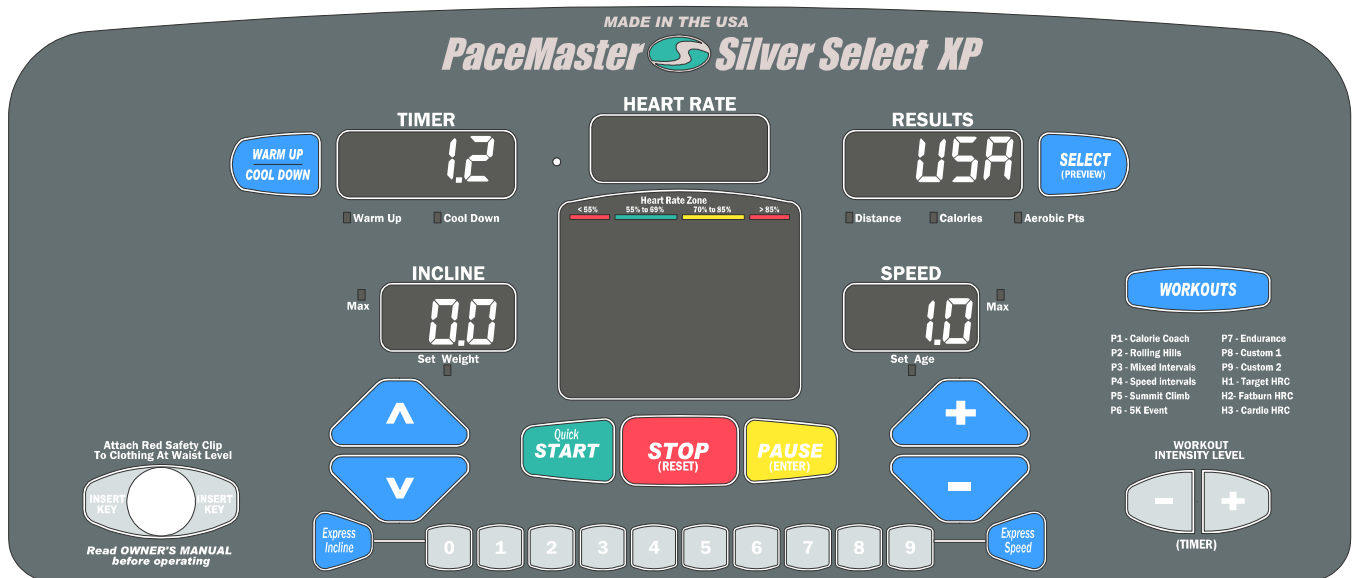 MADE IN THE USA
PaceMaster Silver Select XP
HEART RATE
TIMER
RESULTS
WARM UP
COOL DOWN
1.2
USA
SELECT
(PREVIEW)
Warm Up
Cool Down
Heart Rate Zone
< 55%
55% to 69%
70% to 85%
> 85%
Distance
Calories
Aerobic Pts
INCLINE
SPEED
Max
0.0
1.0
Max
Set Weight
Set Age
WORKOUTS
P1 - Calorie Coach
P2 - Rolling Hills
P3 - Mixed Intervals
P4 - Speed intervals
P5 - Summit Climb
P6 - 5K Event
P7 - Endurance
P8 - Custom 1
P9 - Custom 2
H1 - Target HRC
H2- Fatburn HRC
H3 - Cardio HRC
Attach Red Safety Clip
To Clothing At Waist Level
INSERT
KEY
INSERT
KEY
Read OWNER'S MANUAL
before operating
Quick
START
STOP
(RESET)
PAUSE
(ENTER)
WORKOUT
INTENSITY LEVEL
- +
(TIMER)
Express
Incline
0 1 2 3 4 5 6 7 8 9
Express
Speed